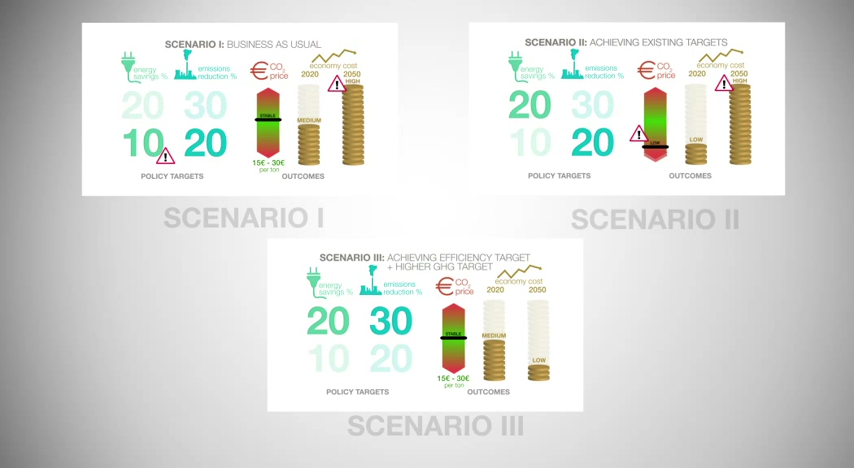 SCENARIO I: BUSINESS AS USUAL
energy
savings %
emissions
reduction %
CO2
price
economy cost
2020
2050
HIGH
20
30
STABLE
MEDIUM
10
20
15€ - 30€
per ton
POLICY TARGETS
OUTCOMES
SCENARIO I
SCENARIO II: ACHIEVING EXISTING TARGETS
energy
savings %
emissions
reduction %
CO2
price
economy cost
2020
2050
HIGH
20
30
10
20
LOW
LOW
POLICY TARGETS
OUTCOMES
SCENARIO II
SCENARIO III: ACHIEVING EFFICIENCY TARGET
+ HIGHER GHG TARGET
energy
savings %
emissions
reduction %
CO2
price
economy cost
2020
2050
20
30
STABLE
MEDIUM
10
20
LOW
15€ - 30€
per ton
POLICY TARGETS
OUTCOMES
SCENARIO III